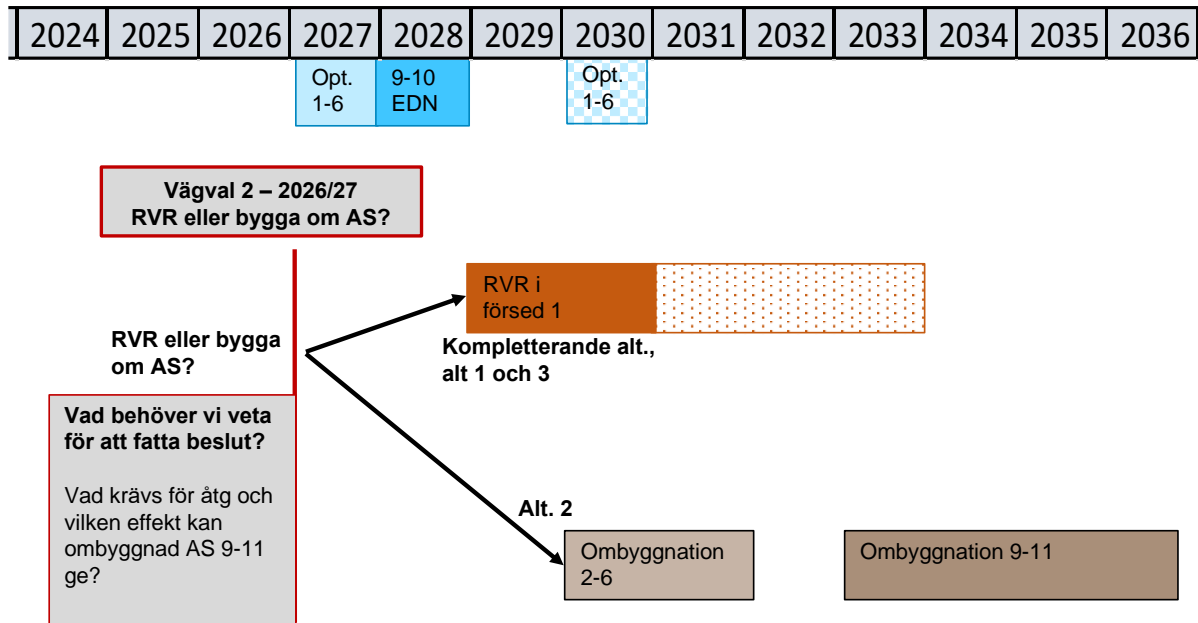 2024 2025 2026 2027 2028 2029 2030 2031 2032 2033 2034 2035 2036
Opt.
1-6
9-10
EDN
Opt.
1-6
Vägval 2 – 2026/27
RVR eller bygga om AS?
RVR i
försed 1
RVR eller bygga
om AS?
Kompletterande alt.,
alt 1 och 3
Vad behöver vi veta
för att fatta beslut?
Vad krävs för åtg och
vilken effekt kan
ombyggnad AS 9-11
ge?
Alt. 2
Ombyggnation
2-6
Ombyggnation 9-11